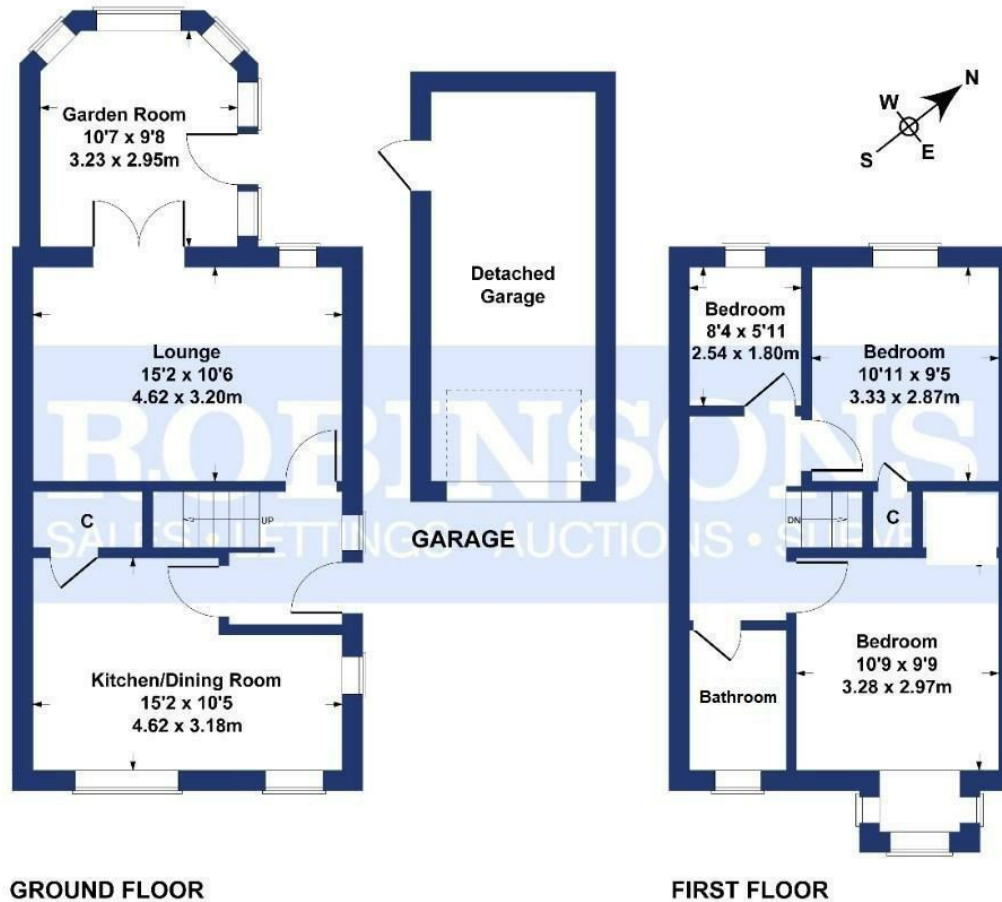 Garden Room
10'7 x 9'8
3.23 x 2.95m
N
W
E
S
Detached
Garage
Lounge
15'2 x 10'6
4.62 x 3.20m
Bedroom
8'4 x 5'11
2.54 x 1.80m
Bedroom
10'11 x 9'5
3.33 x 2.87m
ROBINSONS
SALES • LETTINGS • AUCTIONS • SURVE
C
UP
GARAGE
DN
C
Kitchen/Dining Room
15'2 x 10'5
4.62 x 3.18m
Bathroom
Bedroom
10'9 x 9'9
3.28 x 2.97m
GROUND FLOOR
FIRST FLOOR